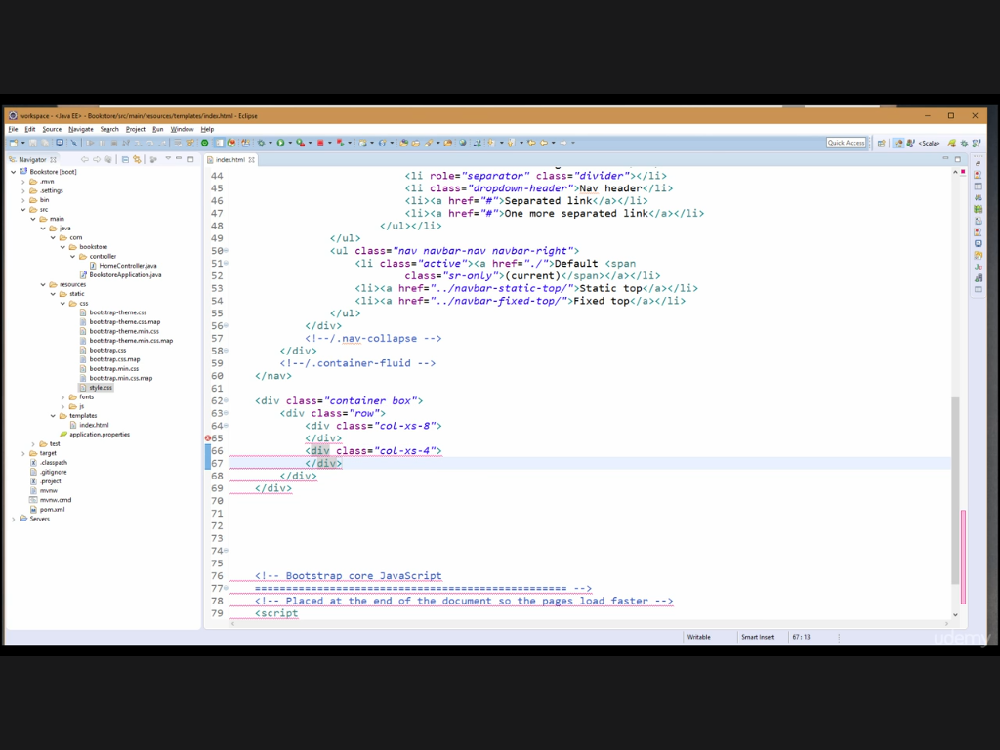 workspace - <Java EE> - Bookstore/src/main/resources/templates/index.html - Eclipse
File Edit Source Navigate Search Project Run Window Help
Quick Access
<Scala>
Navigator
index.html
Bookstore [boot]
.mvn
.settings
bin
src
main
java
com
bookstore
controller
HomeController.java
BookstoreApplication.java
resources
static
css
bootstrap-theme.css
bootstrap-theme.css.map
bootstrap-theme.min.css
bootstrap-theme.min.css.map
bootstrap.css
bootstrap.css.map
bootstrap.min.css
bootstrap.min.css.map
style.css
fonts
js
templates
index.html
application.properties
test
target
.classpath
.gitignore
.project
mvnw
mvnw.cmd
pom.xml
Servers
44 <li role="separator" class="divider"></li>
45 <li class="dropdown-header">Nav header</li>
46 <li><a href="#">Separated link</a></li>
47 <li><a href="#">One more separated link</a></li>
48 </ul></li>
49 </ul>
50 <ul class="nav navbar-nav navbar-right">
51 <li class="active"><a href="./">Default <span
52 class="sr-only">(current)</span></a></li>
53 <li><a href="../navbar-static-top/">Static top</a></li>
54 <li><a href="../navbar-fixed-top/">Fixed top</a></li>
55 </ul>
56 </div>
57 <!--/.nav-collapse -->
58 </div>
59 <!--/.container-fluid -->
60 </nav>
61
62 <div class="container box">
63 <div class="row">
64 <div class="col-xs-8">
65 </div>
66 <div class="col-xs-4">
67 </div>
68 </div>
69 </div>
70
71
72
73
74
75
76 <!-- Bootstrap core JavaScript
77 ================================================== -->
78 <!-- Placed at the end of the document so the pages load faster -->
79 <script
Writable
Smart Insert
67 : 13
udemy